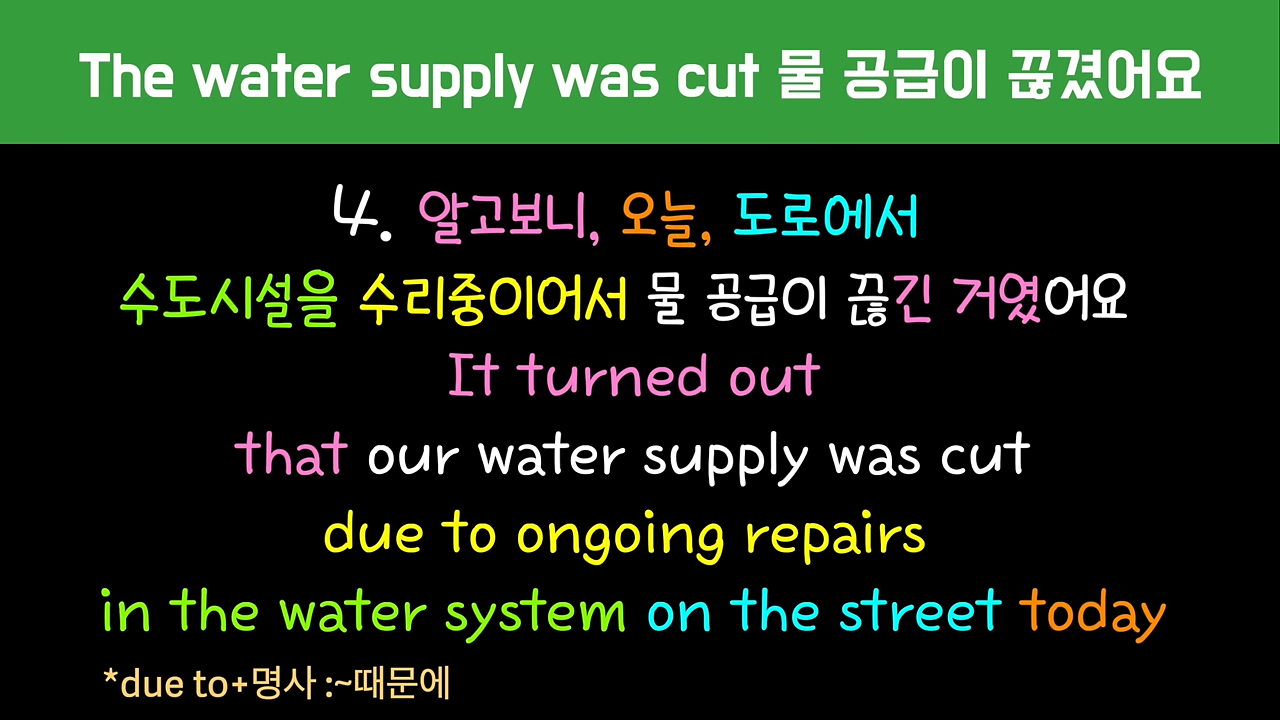 The water supply was cut 물 공급이 끊겼어요
4. 알고보니, 오늘, 도로에서
수도시설을 수리중이어서 물 공급이 끊긴 거였어요
It turned out
that our water supply was cut
due to ongoing repairs
in the water system on the street today
*due to+명사 :~때문에